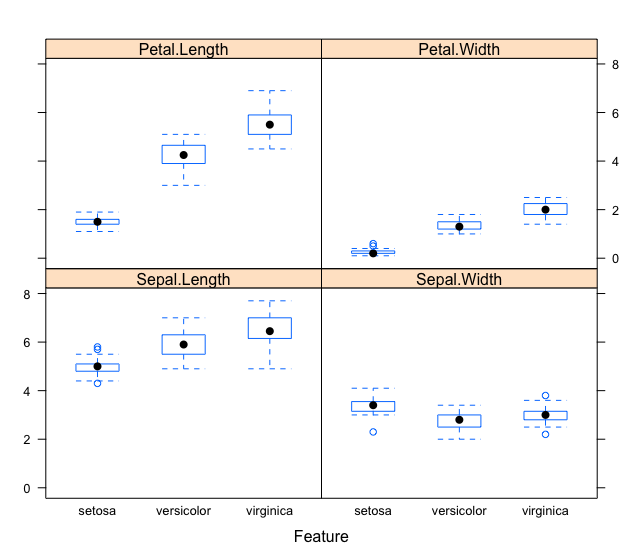 Petal.Length Petal.Width
8
6
4
2
0
Sepal.Length Sepal.Width
8
6
4
2
0
setosa versicolor virginica setosa versicolor virginica
Feature